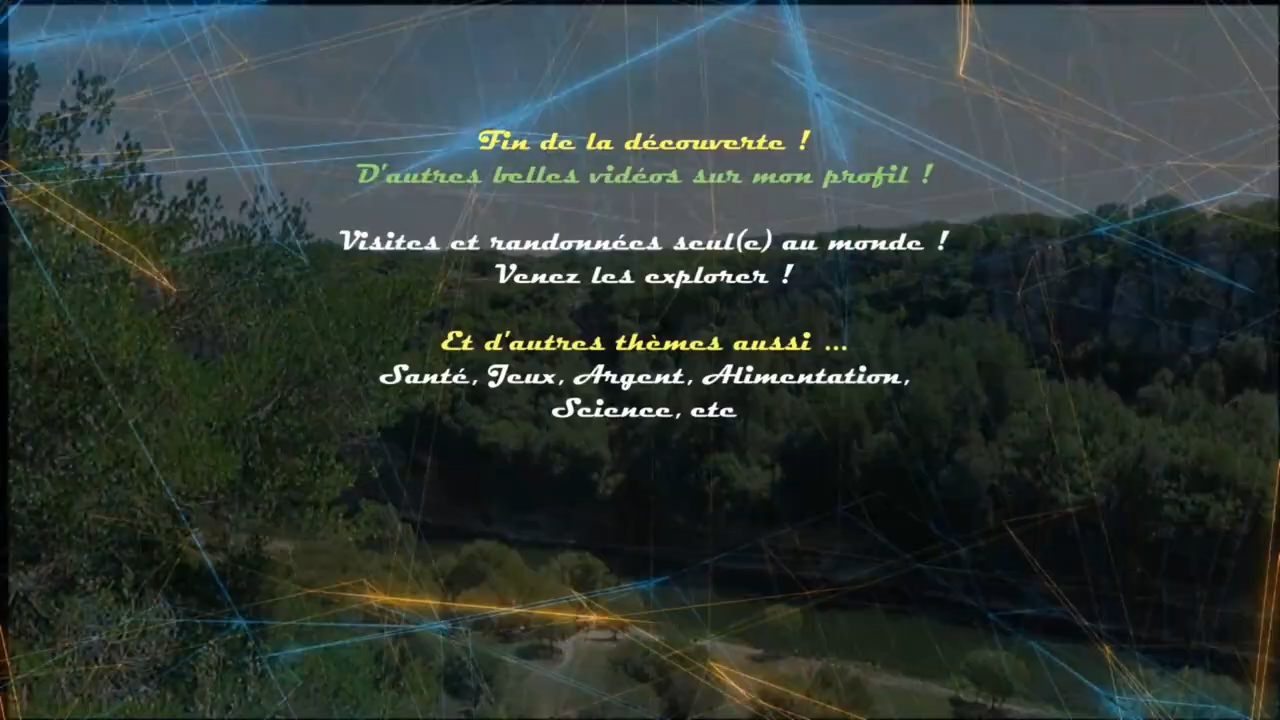 Fin de la découverte !
D'autres belles vidéos sur mon profil !
Visites et randonnées seul(e) au monde !
Venez les explorer !
Et d'autres thèmes aussi ...
Santé, Jeux, Argent, Alimentation,
Science, etc